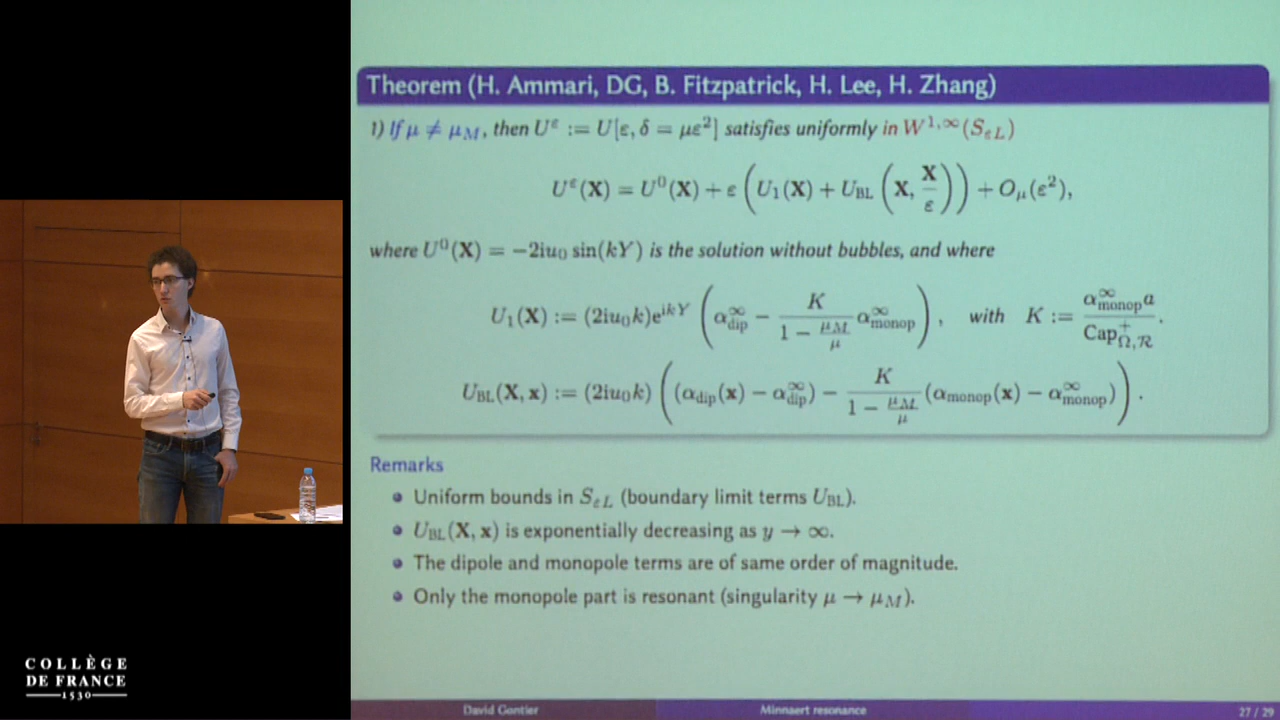 Theorem (H. Ammari, DG, B. Fitzpatrick, H. Lee, H. Zhang)
1) If μ ≠ μ_M, then U^ε := U[ε, δ = με²] satisfies uniformly in W^{1,∞}(S_{εL})
U^ε(X) = U^0(X) + ε ( U_1(X) + U_BL ( X, X/ε ) ) + O_μ(ε²),
where U^0(X) = −2iu_0 sin(kY) is the solution without bubbles, and where
U_1(X) := (2iu_0k)e^{ikY} ( α^∞_dip − K / (1 − μ_M/μ) α^∞_monop ), with K := α^∞_monop a / Cap^+_{Ω,R}.
U_BL(X, x) := (2iu_0k) ( (α_dip(x) − α^∞_dip) − K / (1 − μ_M/μ) (α_monop(x) − α^∞_monop) ).
Remarks
• Uniform bounds in S_{εL} (boundary limit terms U_BL).
• U_BL(X, x) is exponentially decreasing as y → ∞.
• The dipole and monopole terms are of same order of magnitude.
• Only the monopole part is resonant (singularity μ → μ_M).
COLLÈGE
DE FRANCE
1530
David Gontier Minnaert resonance 27 / 29